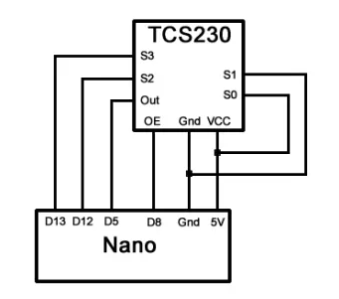 TCS230
S3
S1
S2
S0
Out
OE Gnd VCC
D13 D12 D5 D8 Gnd 5V
Nano